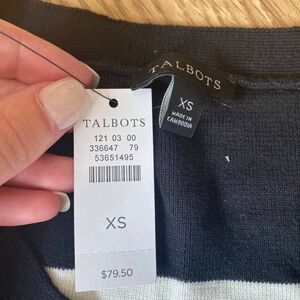 TALBOTS
XS
MADE IN
CAMBODIA
TALBOTS
121 03 00
336647 79
53651495
XS
$79.50